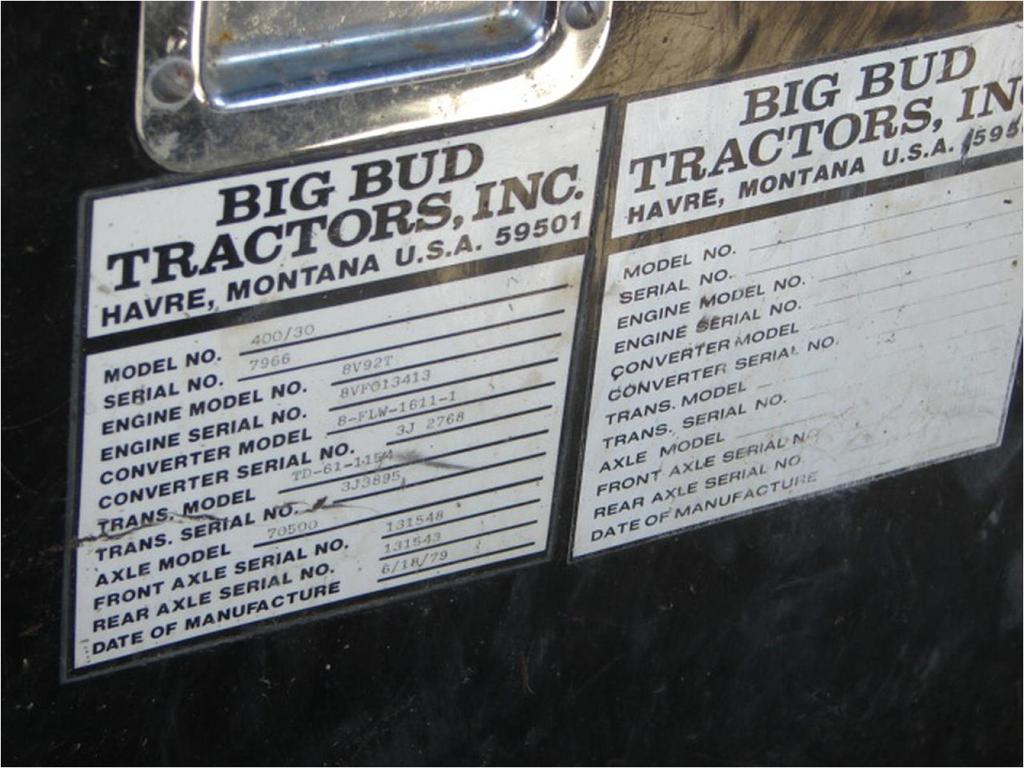 BIG BUD
TRACTORS, INC.
HAVRE, MONTANA U.S.A. 59501
MODEL NO. 400/30
SERIAL NO. 7966
ENGINE MODEL NO. 8V92T
ENGINE SERIAL NO. 8VF013413
CONVERTER MODEL 8-FLW-1611-1
CONVERTER SERIAL NO. 3J 2768
TRANS. MODEL TD-61-1154
TRANS. SERIAL NO. 3J3895
AXLE MODEL 70500
FRONT AXLE SERIAL NO. 131548
REAR AXLE SERIAL NO. 131543
DATE OF MANUFACTURE 6/18/79
BIG BUD
TRACTORS, IN
HAVRE, MONTANA U.S.A. 595
MODEL NO.
SERIAL NO.
ENGINE MODEL NO.
ENGINE SERIAL NO.
CONVERTER MODEL
CONVERTER SERIAL NO.
TRANS. MODEL
TRANS. SERIAL NO.
AXLE MODEL
FRONT AXLE SERIAL NO
REAR AXLE SERIAL NO
DATE OF MANUFACTURE